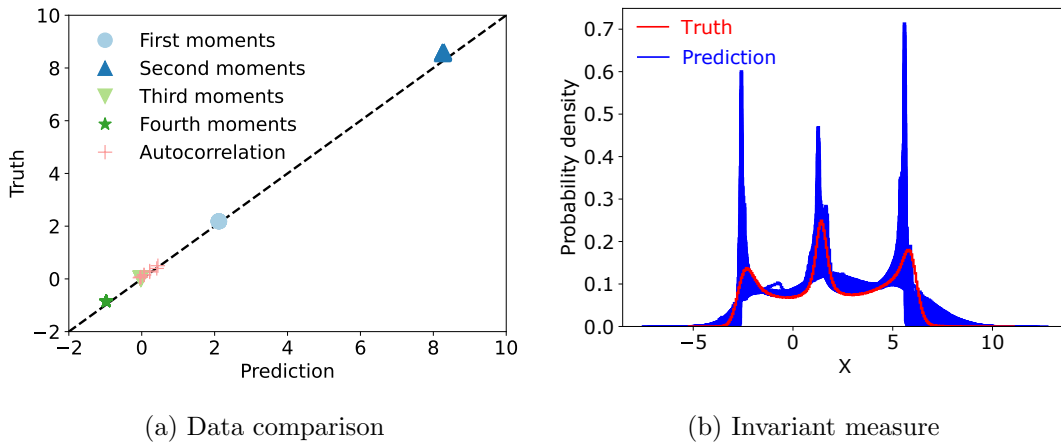 10
8
6
4
2
0
−2
−2
0
2
4
6
8
10
Truth
Prediction
First moments
Second moments
Third moments
Fourth moments
Autocorrelation
(a) Data comparison
0.7
0.6
0.5
0.4
0.3
0.2
0.1
0.0
−5
0
5
10
Probability density
X
Truth
Prediction
(b) Invariant measure